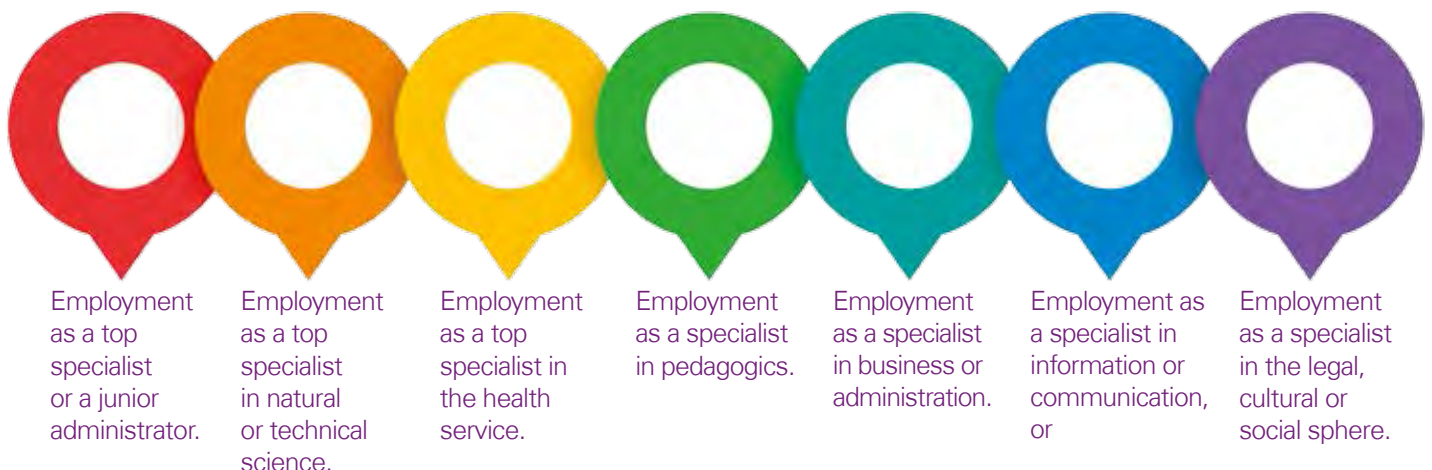 Employment
as a top
specialist
or a junior
administrator.
Employment
as a top
specialist
in natural
or technical
science.
Employment
as a top
specialist in
the health
service.
Employment
as a specialist
in pedagogics.
Employment
as a specialist
in business or
administration.
Employment as
a specialist in
information or
communication,
or
Employment
as a specialist
in the legal,
cultural or
social sphere.